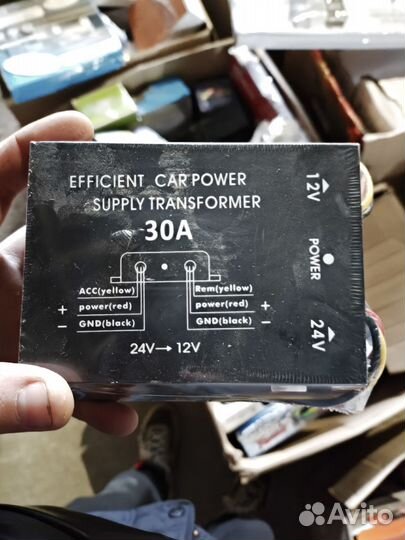 EFFICIENT CAR POWER
SUPPLY TRANSFORMER
30A
ACC(yellow)
+ power(red)
− GND(black)
Rem(yellow)
power(red) +
GND(black) −
24V→12V
12V
POWER
24V
Avito